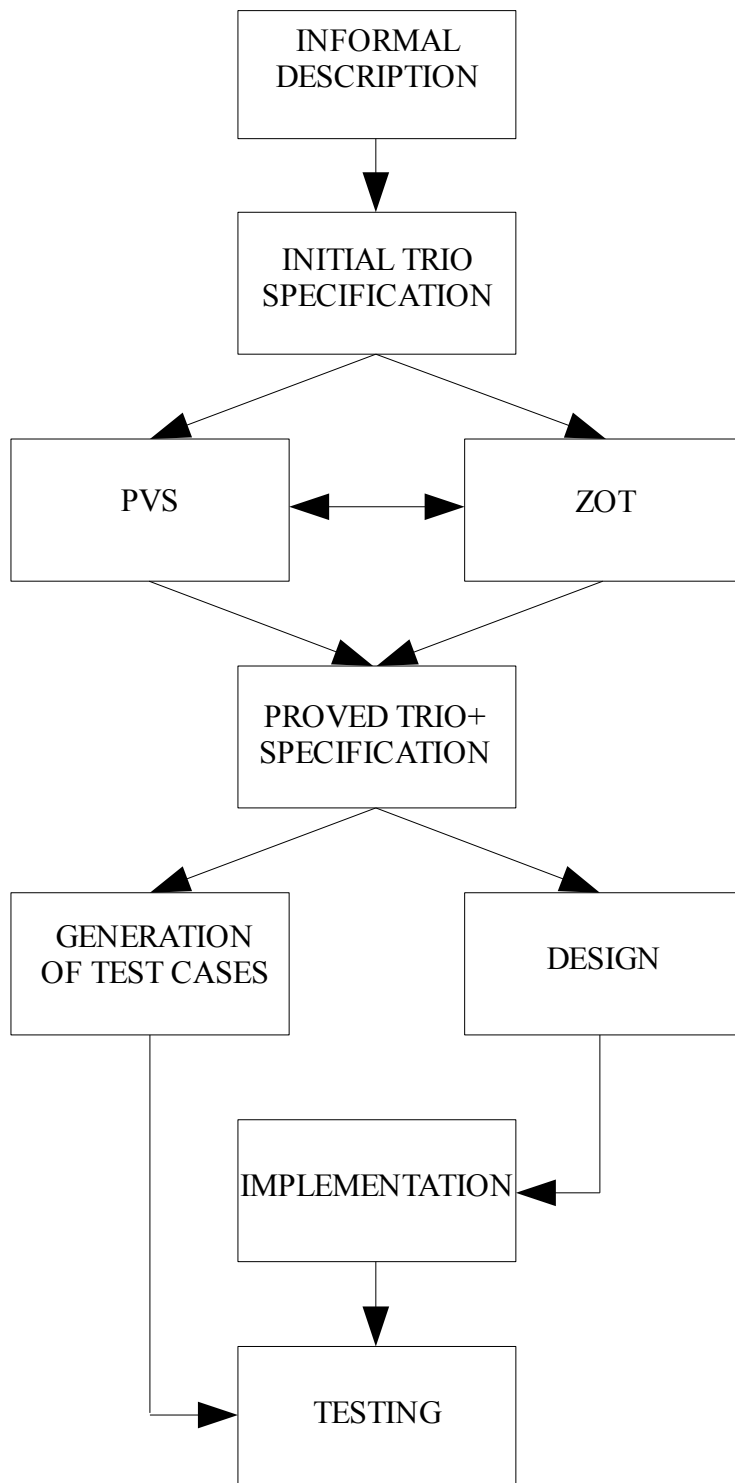 INFORMAL
DESCRIPTION
INITIAL TRIO
SPECIFICATION
PVS
ZOT
PROVED TRIO+
SPECIFICATION
GENERATION
OF TEST CASES
DESIGN
IMPLEMENTATION
TESTING